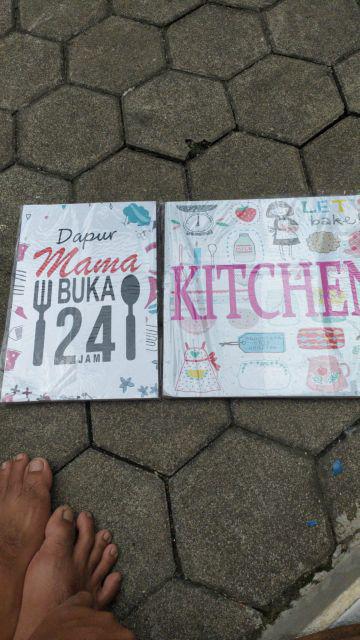 Dapur
Mama
BUKA
24
JAM
LET
bake
KITCHEN